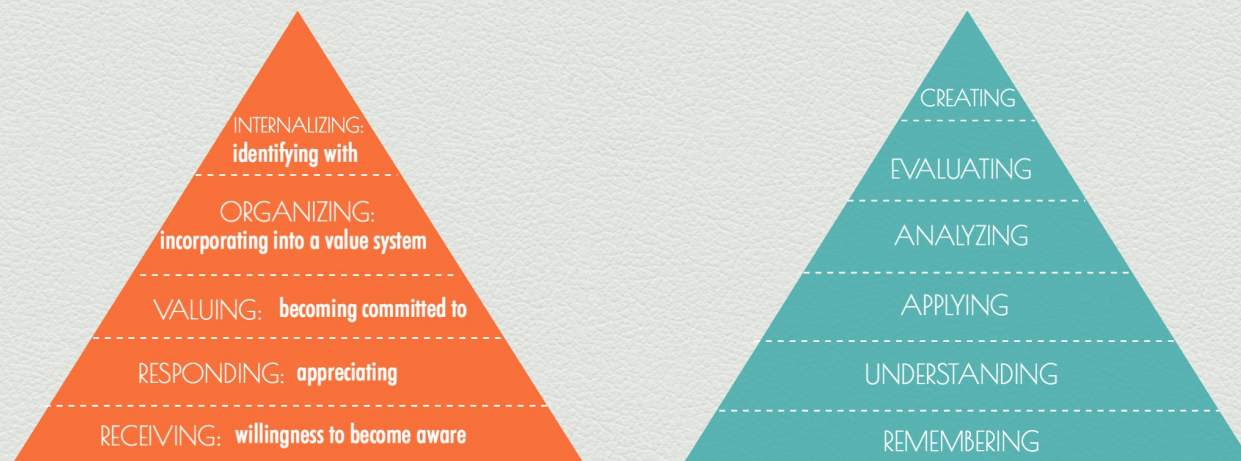 INTERNALIZING:
identifying with
ORGANIZING:
incorporating into a value system
VALUING: becoming committed to
RESPONDING: appreciating
RECEIVING: willingness to become aware
CREATING
EVALUATING
ANALYZING
APPLYING
UNDERSTANDING
REMEMBERING